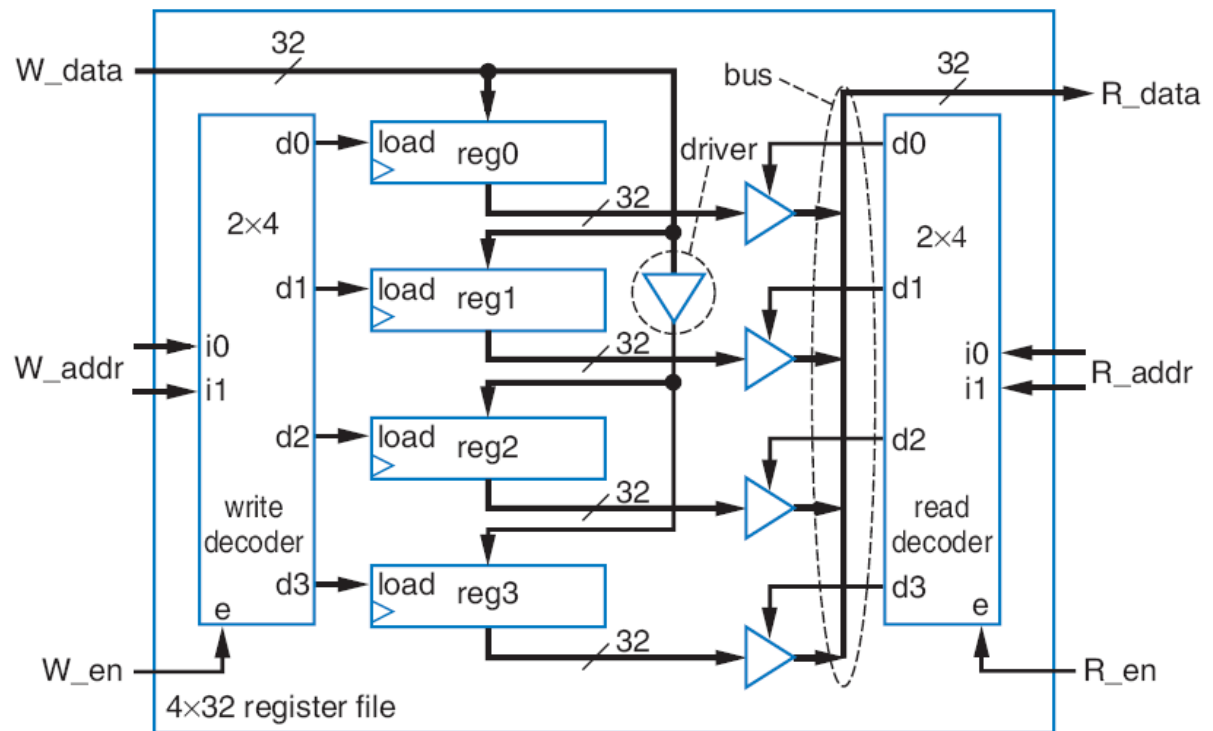 32
32
W_data
bus
R_data
d0
load
reg0
driver
d0
32
2×4
2×4
d1
load
reg1
d1
32
W_addr
i0
i1
i0
i1
R_addr
d2
load
reg2
d2
32
write
decoder
read
decoder
d3
load
reg3
d3
e
e
32
W_en
R_en
4×32 register file